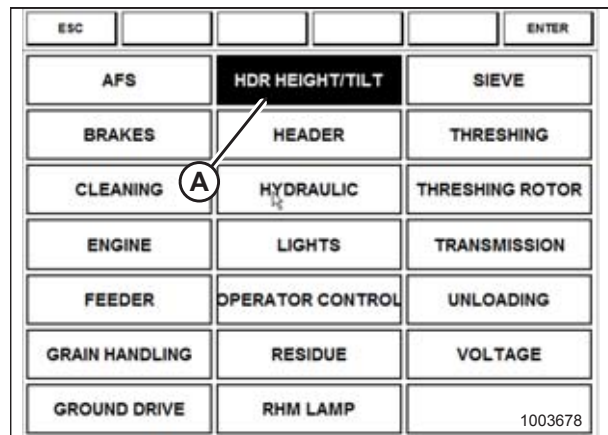 ESC ENTER
AFS HDR HEIGHT/TILT SIEVE
BRAKES HEADER THRESHING
CLEANING A HYDRAULIC THRESHING ROTOR
ENGINE LIGHTS TRANSMISSION
FEEDER OPERATOR CONTROL UNLOADING
GRAIN HANDLING RESIDUE VOLTAGE
GROUND DRIVE RHM LAMP 1003678